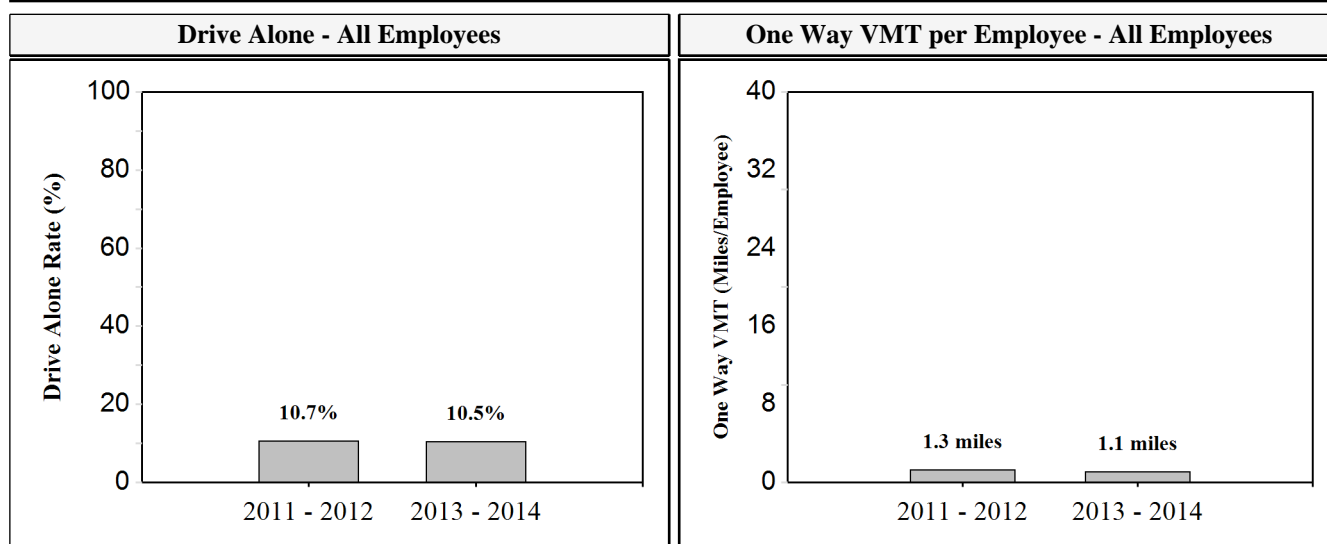 Drive Alone - All Employees
One Way VMT per Employee - All Employees
Drive Alone Rate (%)
100
80
60
40
20
0
10.7%
10.5%
2011 - 2012
2013 - 2014
One Way VMT (Miles/Employee)
40
32
24
16
8
0
1.3 miles
1.1 miles
2011 - 2012
2013 - 2014